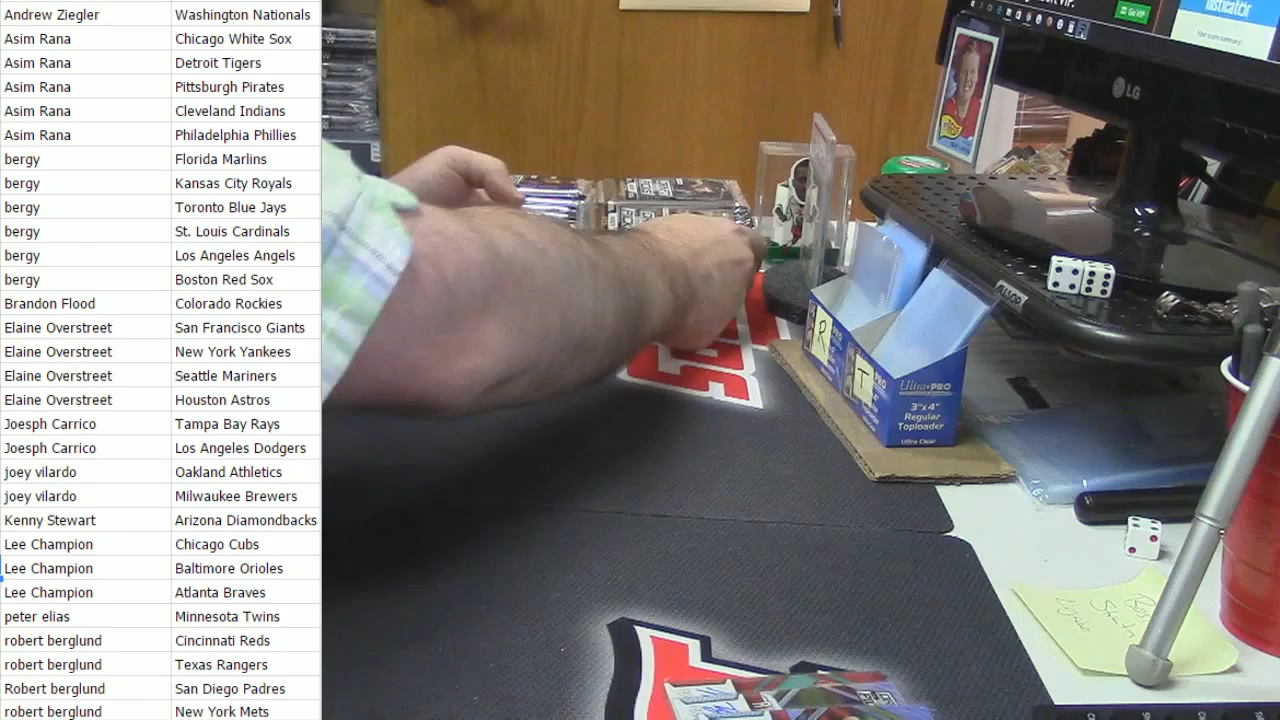 Andrew Ziegler Washington Nationals
Asim Rana Chicago White Sox
Asim Rana Detroit Tigers
Asim Rana Pittsburgh Pirates
Asim Rana Cleveland Indians
Asim Rana Philadelphia Phillies
bergy Florida Marlins
bergy Kansas City Royals
bergy Toronto Blue Jays
bergy St. Louis Cardinals
bergy Los Angeles Angels
bergy Boston Red Sox
Brandon Flood Colorado Rockies
Elaine Overstreet San Francisco Giants
Elaine Overstreet New York Yankees
Elaine Overstreet Seattle Mariners
Elaine Overstreet Houston Astros
Joesph Carrico Tampa Bay Rays
Joesph Carrico Los Angeles Dodgers
joey vilardo Oakland Athletics
joey vilardo Milwaukee Brewers
Kenny Stewart Arizona Diamondbacks
Lee Champion Chicago Cubs
Lee Champion Baltimore Orioles
Lee Champion Atlanta Braves
peter elias Minnesota Twins
robert berglund Cincinnati Reds
robert berglund Texas Rangers
Robert berglund San Diego Padres
robert berglund New York Mets
VIP.
Go VIP
LG
ALLSOP
R
T
Ultra PRO
3"x4"
Regular
Toploader
Ultra Clear